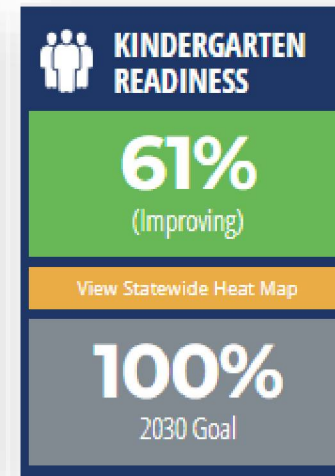 KINDERGARTEN
READINESS
61%
(Improving)
View Statewide Heat Map
100%
2030 Goal